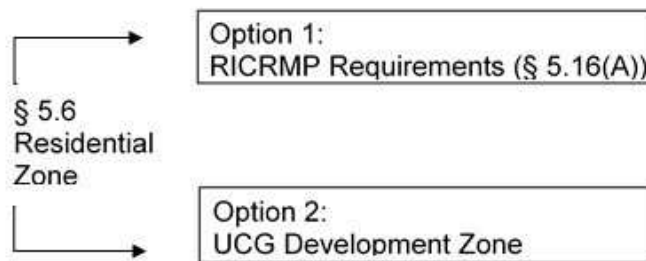 Option 1:
RICRMP Requirements (§ 5.16(A))
§ 5.6
Residential
Zone
Option 2:
UCG Development Zone